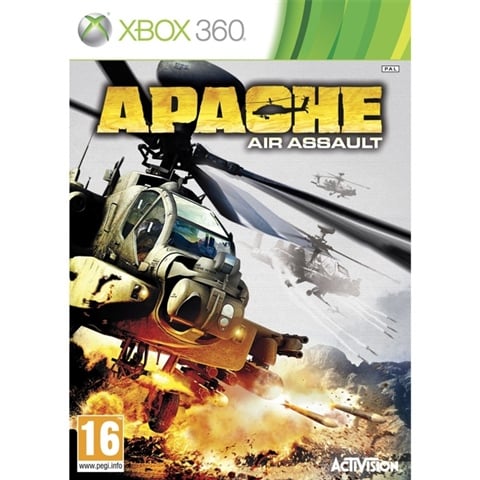 XBOX 360
PAL
APACHE
AIR ASSAULT
16
www.pegi.info
ACTIVISION